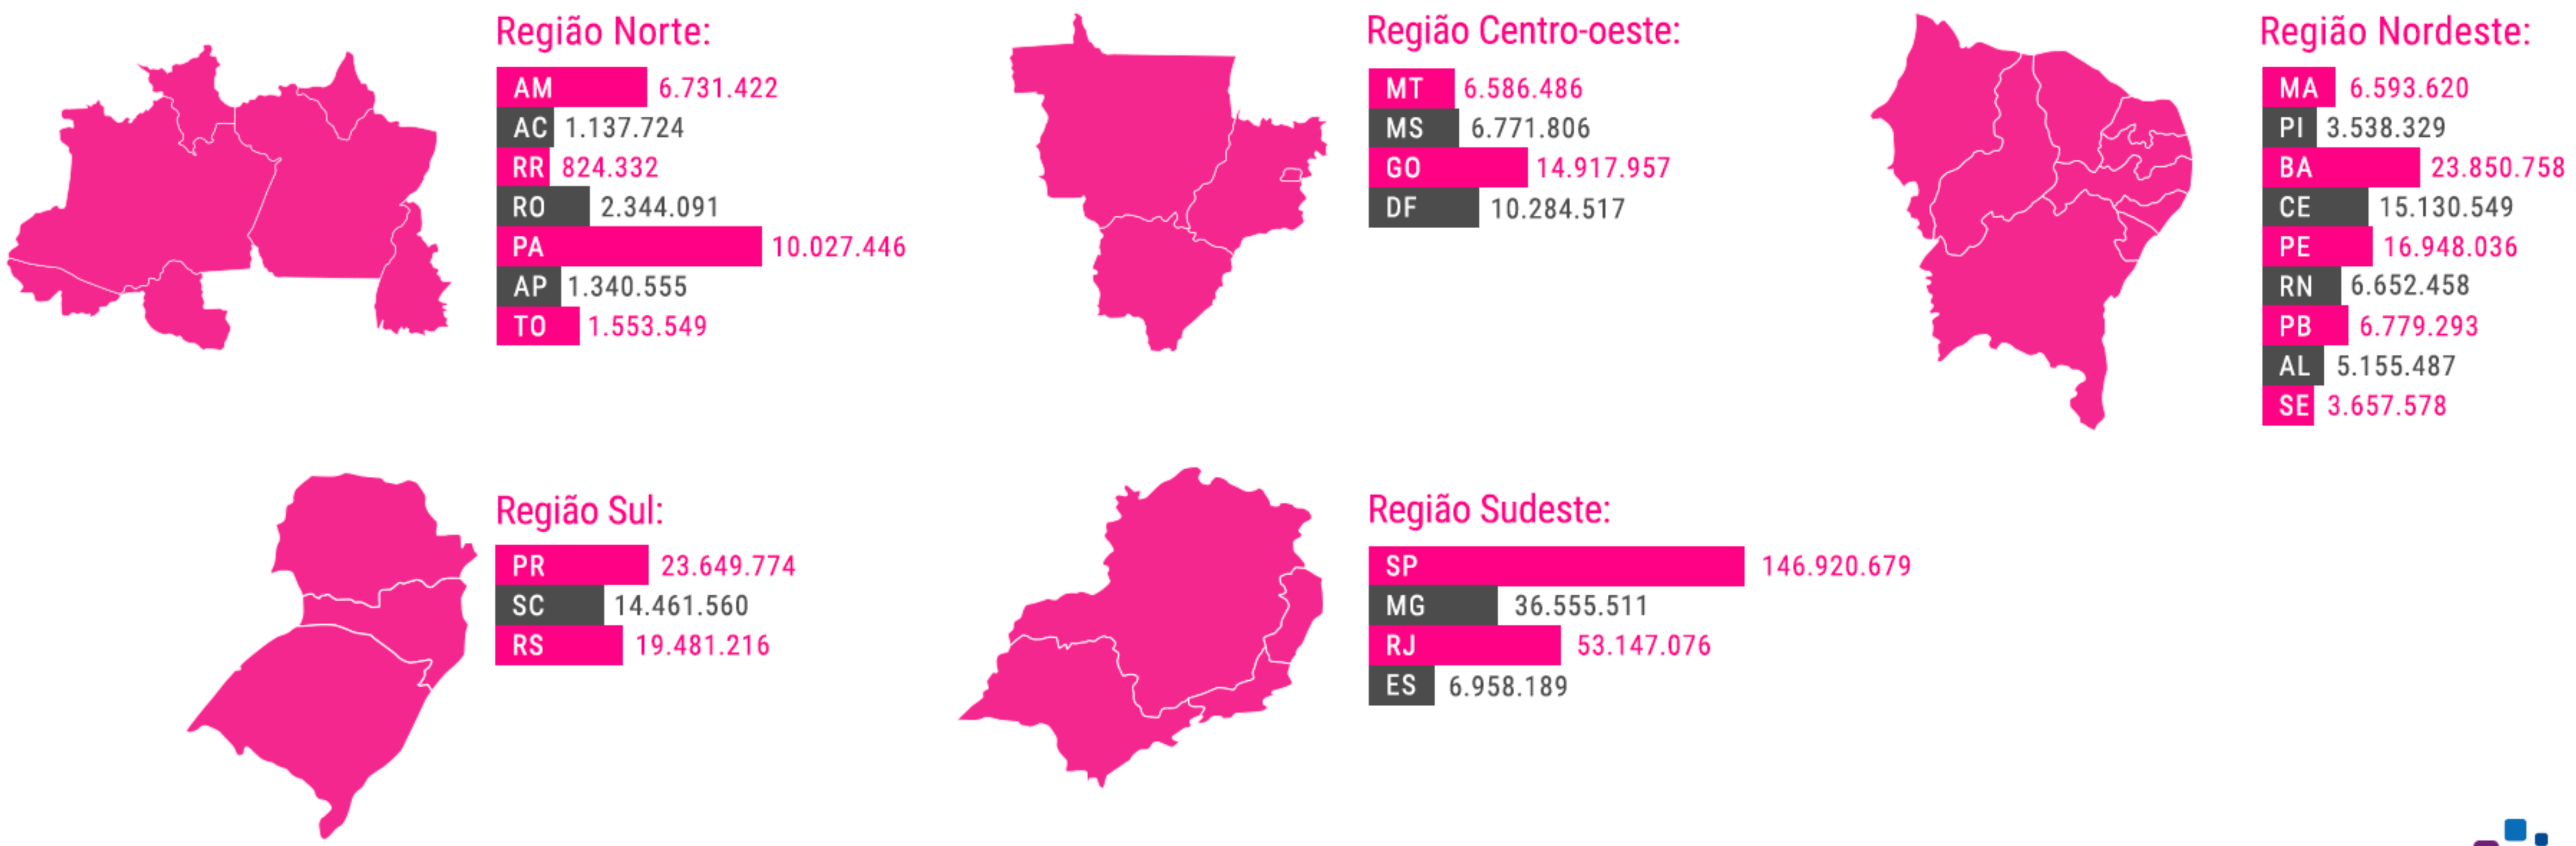 Região Norte:
AM 6.731.422
AC 1.137.724
RR 824.332
RO 2.344.091
PA 10.027.446
AP 1.340.555
TO 1.553.549
Região Centro-oeste:
MT 6.586.486
MS 6.771.806
GO 14.917.957
DF 10.284.517
Região Nordeste:
MA 6.593.620
PI 3.538.329
BA 23.850.758
CE 15.130.549
PE 16.948.036
RN 6.652.458
PB 6.779.293
AL 5.155.487
SE 3.657.578
Região Sul:
PR 23.649.774
SC 14.461.560
RS 19.481.216
Região Sudeste:
SP 146.920.679
MG 36.555.511
RJ 53.147.076
ES 6.958.189